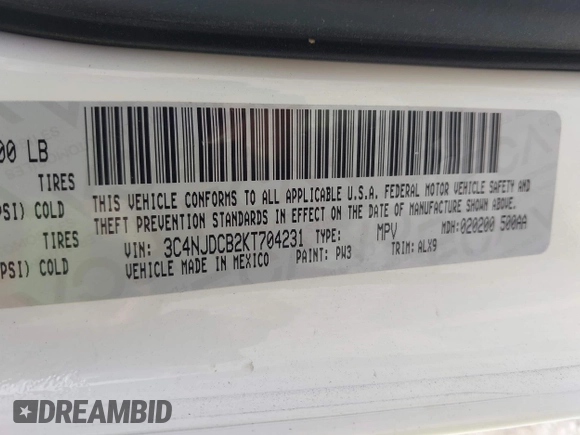 00 LB
TIRES
PSI) COLD
TIRES
PSI) COLD
THIS VEHICLE CONFORMS TO ALL APPLICABLE U.S.A. FEDERAL MOTOR VEHICLE SAFETY AND
THEFT PREVENTION STANDARDS IN EFFECT ON THE DATE OF MANUFACTURE SHOWN ABOVE.
VIN: 3C4NJDCB2KT704231 TYPE: MPV MDH: 020200 500AA
VEHICLE MADE IN MEXICO PAINT: PW3 TRIM: ALX9
DREAMBID